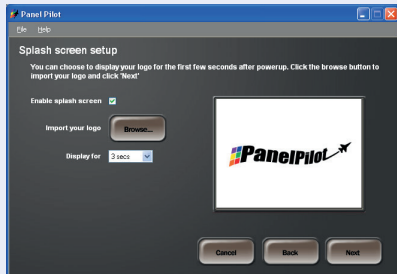 Panel Pilot
File Help
Splash screen setup
You can choose to display your logo for the first few seconds after powerup. Click the browse button to
import your logo and click 'Next'
Enable splash screen
Import your logo Browse...
Display for 3 secs
PanelPilot
Cancel Back Next